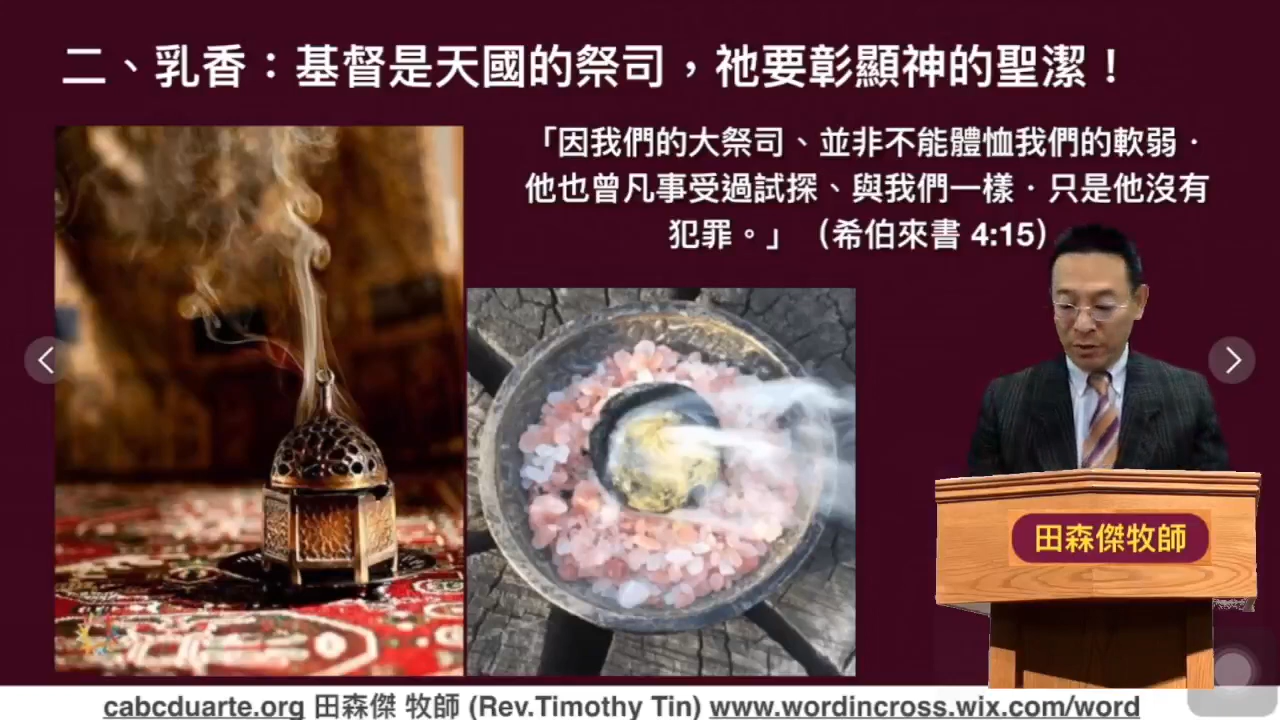 二、乳香：基督是天國的祭司，祂要彰顯神的聖潔！
「因我們的大祭司、並非不能體恤我們的軟弱．
他也曾凡事受過試探、與我們一樣．只是他沒有
犯罪。」（希伯來書 4:15）
田森傑牧師
cabcduarte.org 田森傑 牧師 (Rev.Timothy Tin) www.wordincross.wix.com/word